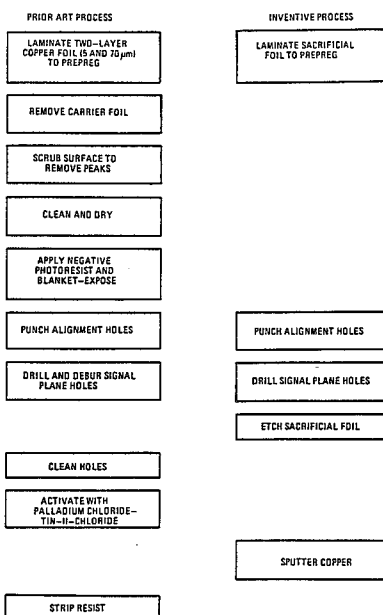 PRIOR ART PROCESS
LAMINATE TWO-LAYER
COPPER FOIL (5 AND 70 μm)
TO PREPREG
REMOVE CARRIER FOIL
SCRUB SURFACE TO
REMOVE PEAKS
CLEAN AND DRY
APPLY NEGATIVE
PHOTORESIST AND
BLANKET-EXPOSE
PUNCH ALIGNMENT HOLES
DRILL AND DEBUR SIGNAL
PLANE HOLES
CLEAN HOLES
ACTIVATE WITH
PALLADIUM CHLORIDE-
TIN-II-CHLORIDE
STRIP RESIST
INVENTIVE PROCESS
LAMINATE SACRIFICIAL
FOIL TO PREPREG
PUNCH ALIGNMENT HOLES
DRILL SIGNAL PLANE HOLES
ETCH SACRIFICIAL FOIL
SPUTTER COPPER